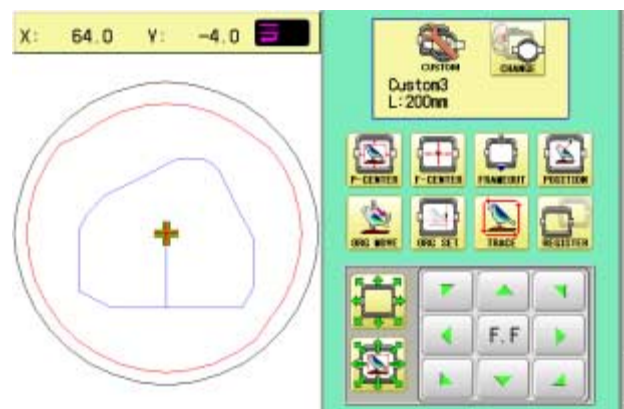 X: 64.0 Y: -4.0
CUSTOM
CHANGE
Custom3
L:200mm
P-CENTER F-CENTER FRAMEOUT POSITION
ORG MOVE ORG SET TRACE REGISTER
F.F